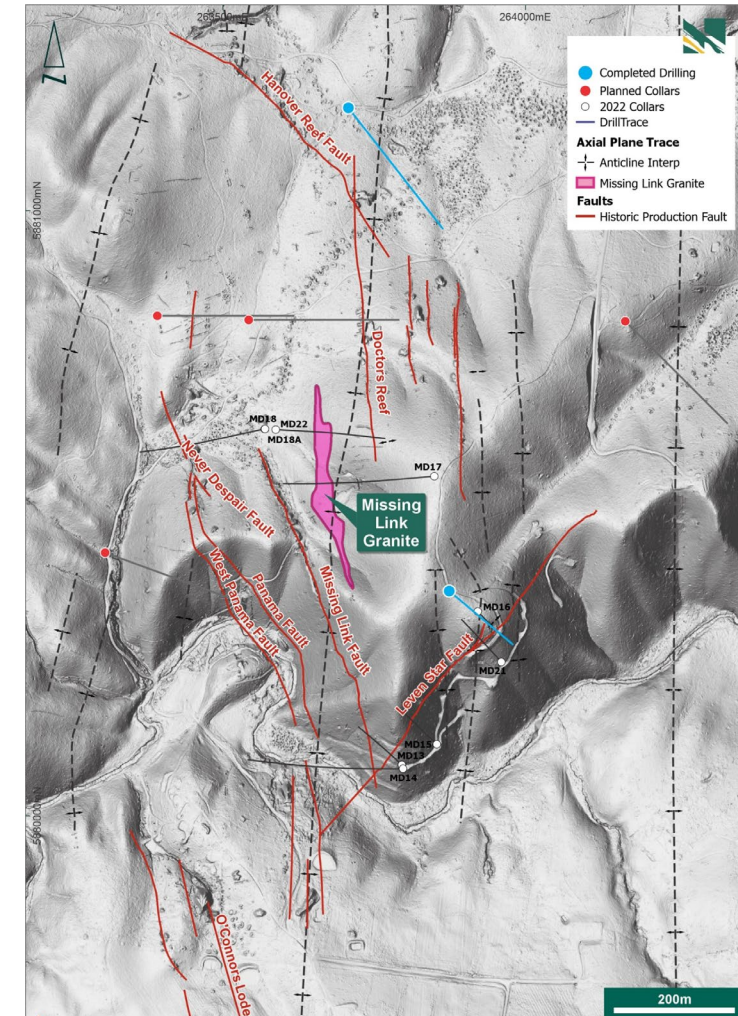 263500mE
264000mE
5881000mN
5880000mN
Z
Completed Drilling
Planned Collars
2022 Collars
DrillTrace
Axial Plane Trace
Anticline Interp
Missing Link Granite
Faults
Historic Production Fault
Hanover Reef Fault
Doctors Reef
MD18
MD22
MD18A
MD17
Never Despair Fault
Missing
Link
Granite
West Panama Fault
Panama Fault
Missing Link Fault
MD16
Leven Star Fault
MD21
MD15
MD13
MD14
O'Connors Lode
200m